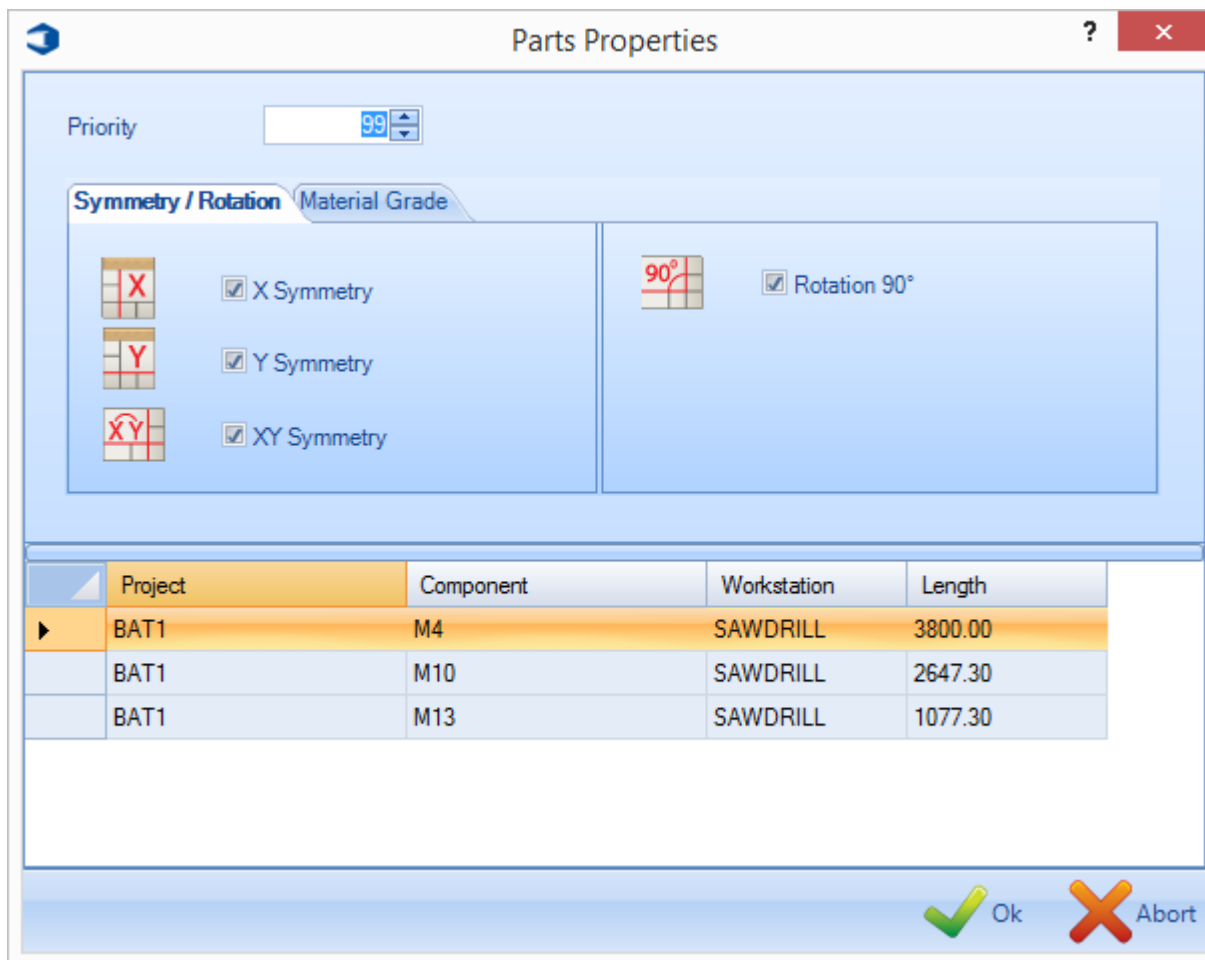 Parts Properties ?
Priority 99
Symmetry / Rotation Material Grade
X X Symmetry 90° Rotation 90°
Y Y Symmetry
XY XY Symmetry
Project Component Workstation Length
BAT1 M4 SAWDRILL 3800.00
BAT1 M10 SAWDRILL 2647.30
BAT1 M13 SAWDRILL 1077.30
Ok Abort